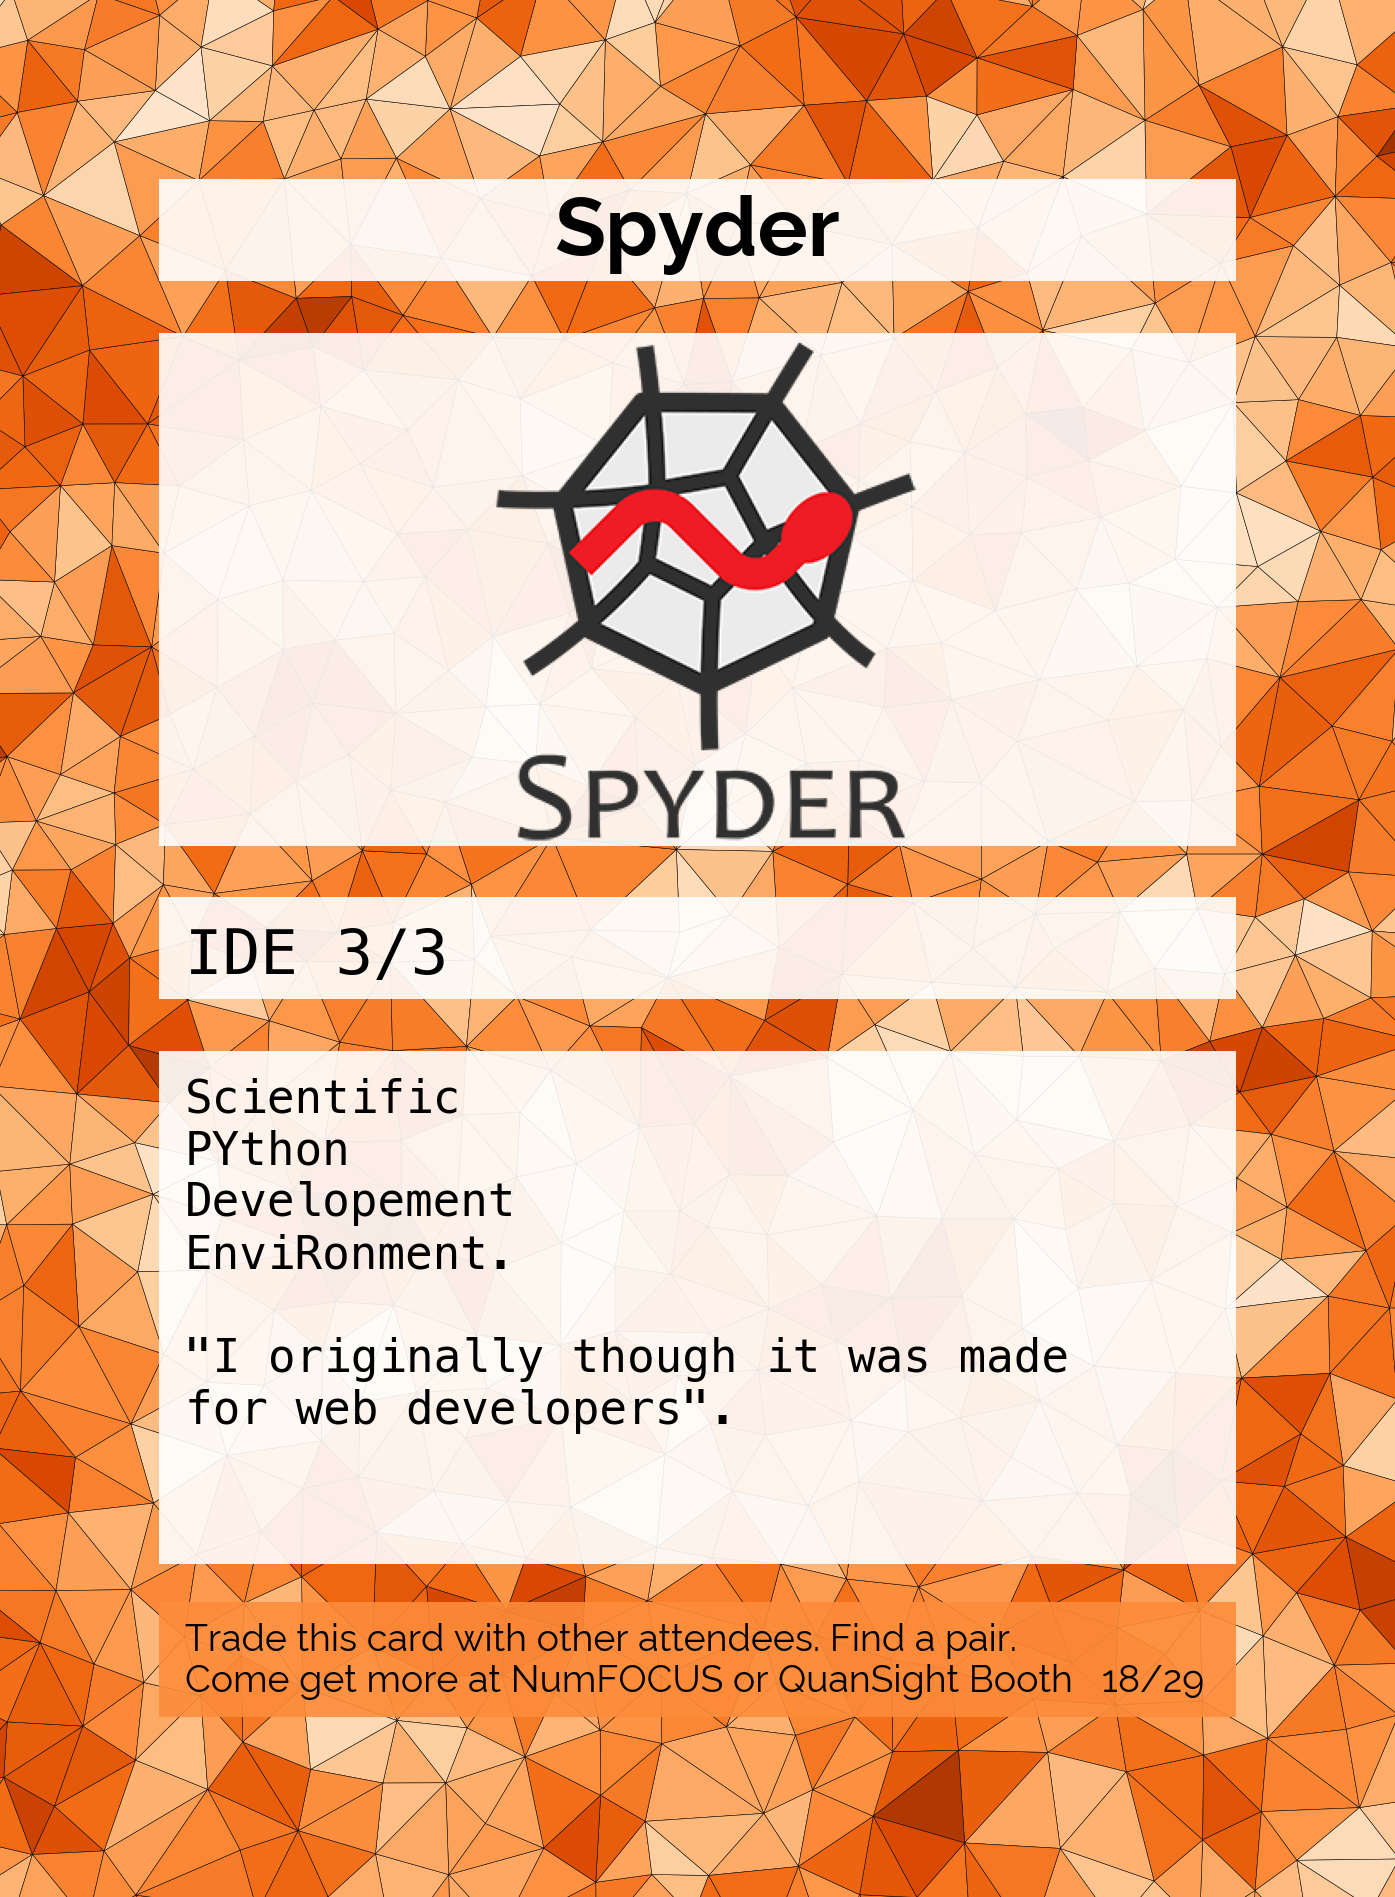 Spyder
SPYDER
IDE 3/3
Scientific
PYthon
Developement
EnviRonment.
"I originally though it was made
for web developers".
Trade this card with other attendees. Find a pair.
Come get more at NumFOCUS or QuanSight Booth 18/29